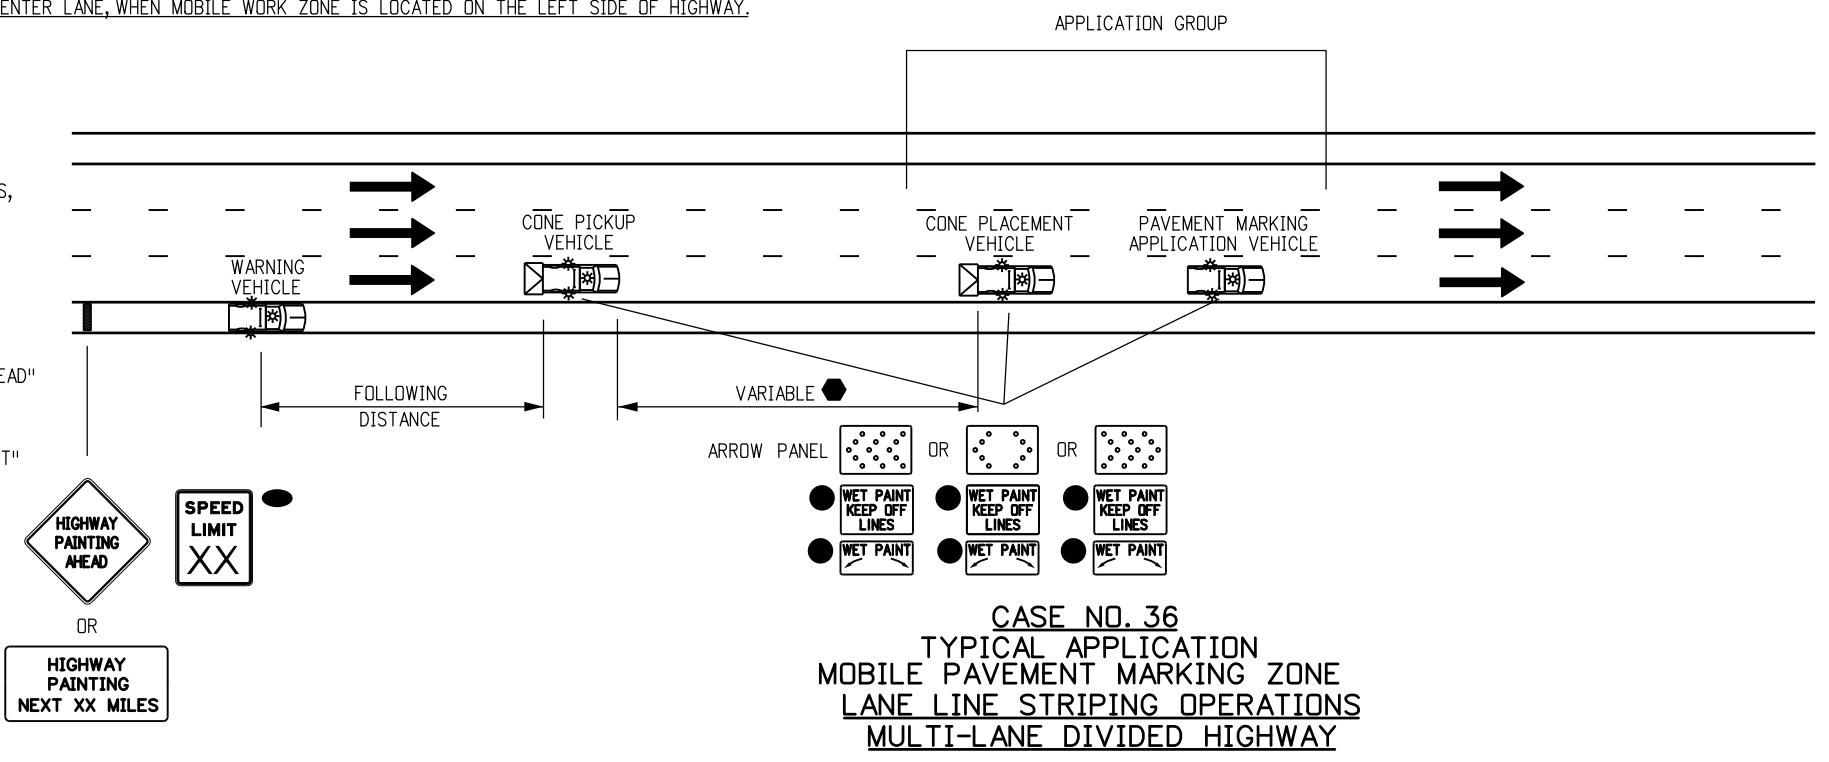 ENTER LANE, WHEN MOBILE WORK ZONE IS LOCATED ON THE LEFT SIDE OF HIGHWAY.
APPLICATION GROUP
S,
CONE PICKUP
VEHICLE
CONE PLACEMENT
VEHICLE
PAVEMENT MARKING
APPLICATION VEHICLE
WARNING
VEHICLE
EAD"
FOLLOWING
DISTANCE
VARIABLE
T"
ARROW PANEL
OR
OR
HIGHWAY
PAINTING
AHEAD
SPEED
LIMIT
XX
WET PAINT
KEEP OFF
LINES
WET PAINT
KEEP OFF
LINES
WET PAINT
KEEP OFF
LINES
WET PAINT
WET PAINT
WET PAINT
OR
HIGHWAY
PAINTING
NEXT XX MILES
CASE NO. 36
TYPICAL APPLICATION
MOBILE PAVEMENT MARKING ZONE
LANE LINE STRIPING OPERATIONS
MULTI-LANE DIVIDED HIGHWAY